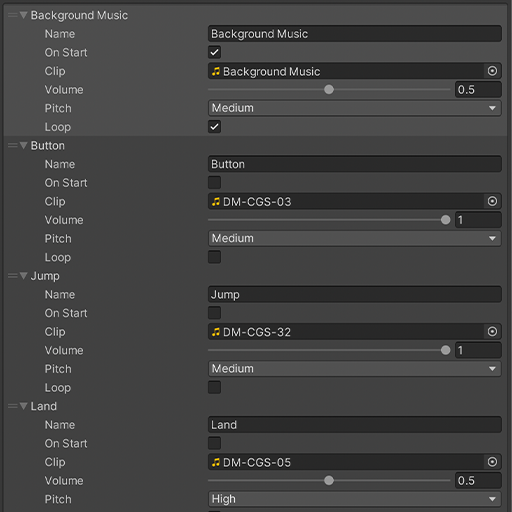 Background Music
Name Background Music
On Start
Clip Background Music
Volume 0.5
Pitch Medium
Loop
Button
Name Button
On Start
Clip DM-CGS-03
Volume 1
Pitch Medium
Loop
Jump
Name Jump
On Start
Clip DM-CGS-32
Volume 1
Pitch Medium
Loop
Land
Name Land
On Start
Clip DM-CGS-05
Volume 0.5
Pitch High